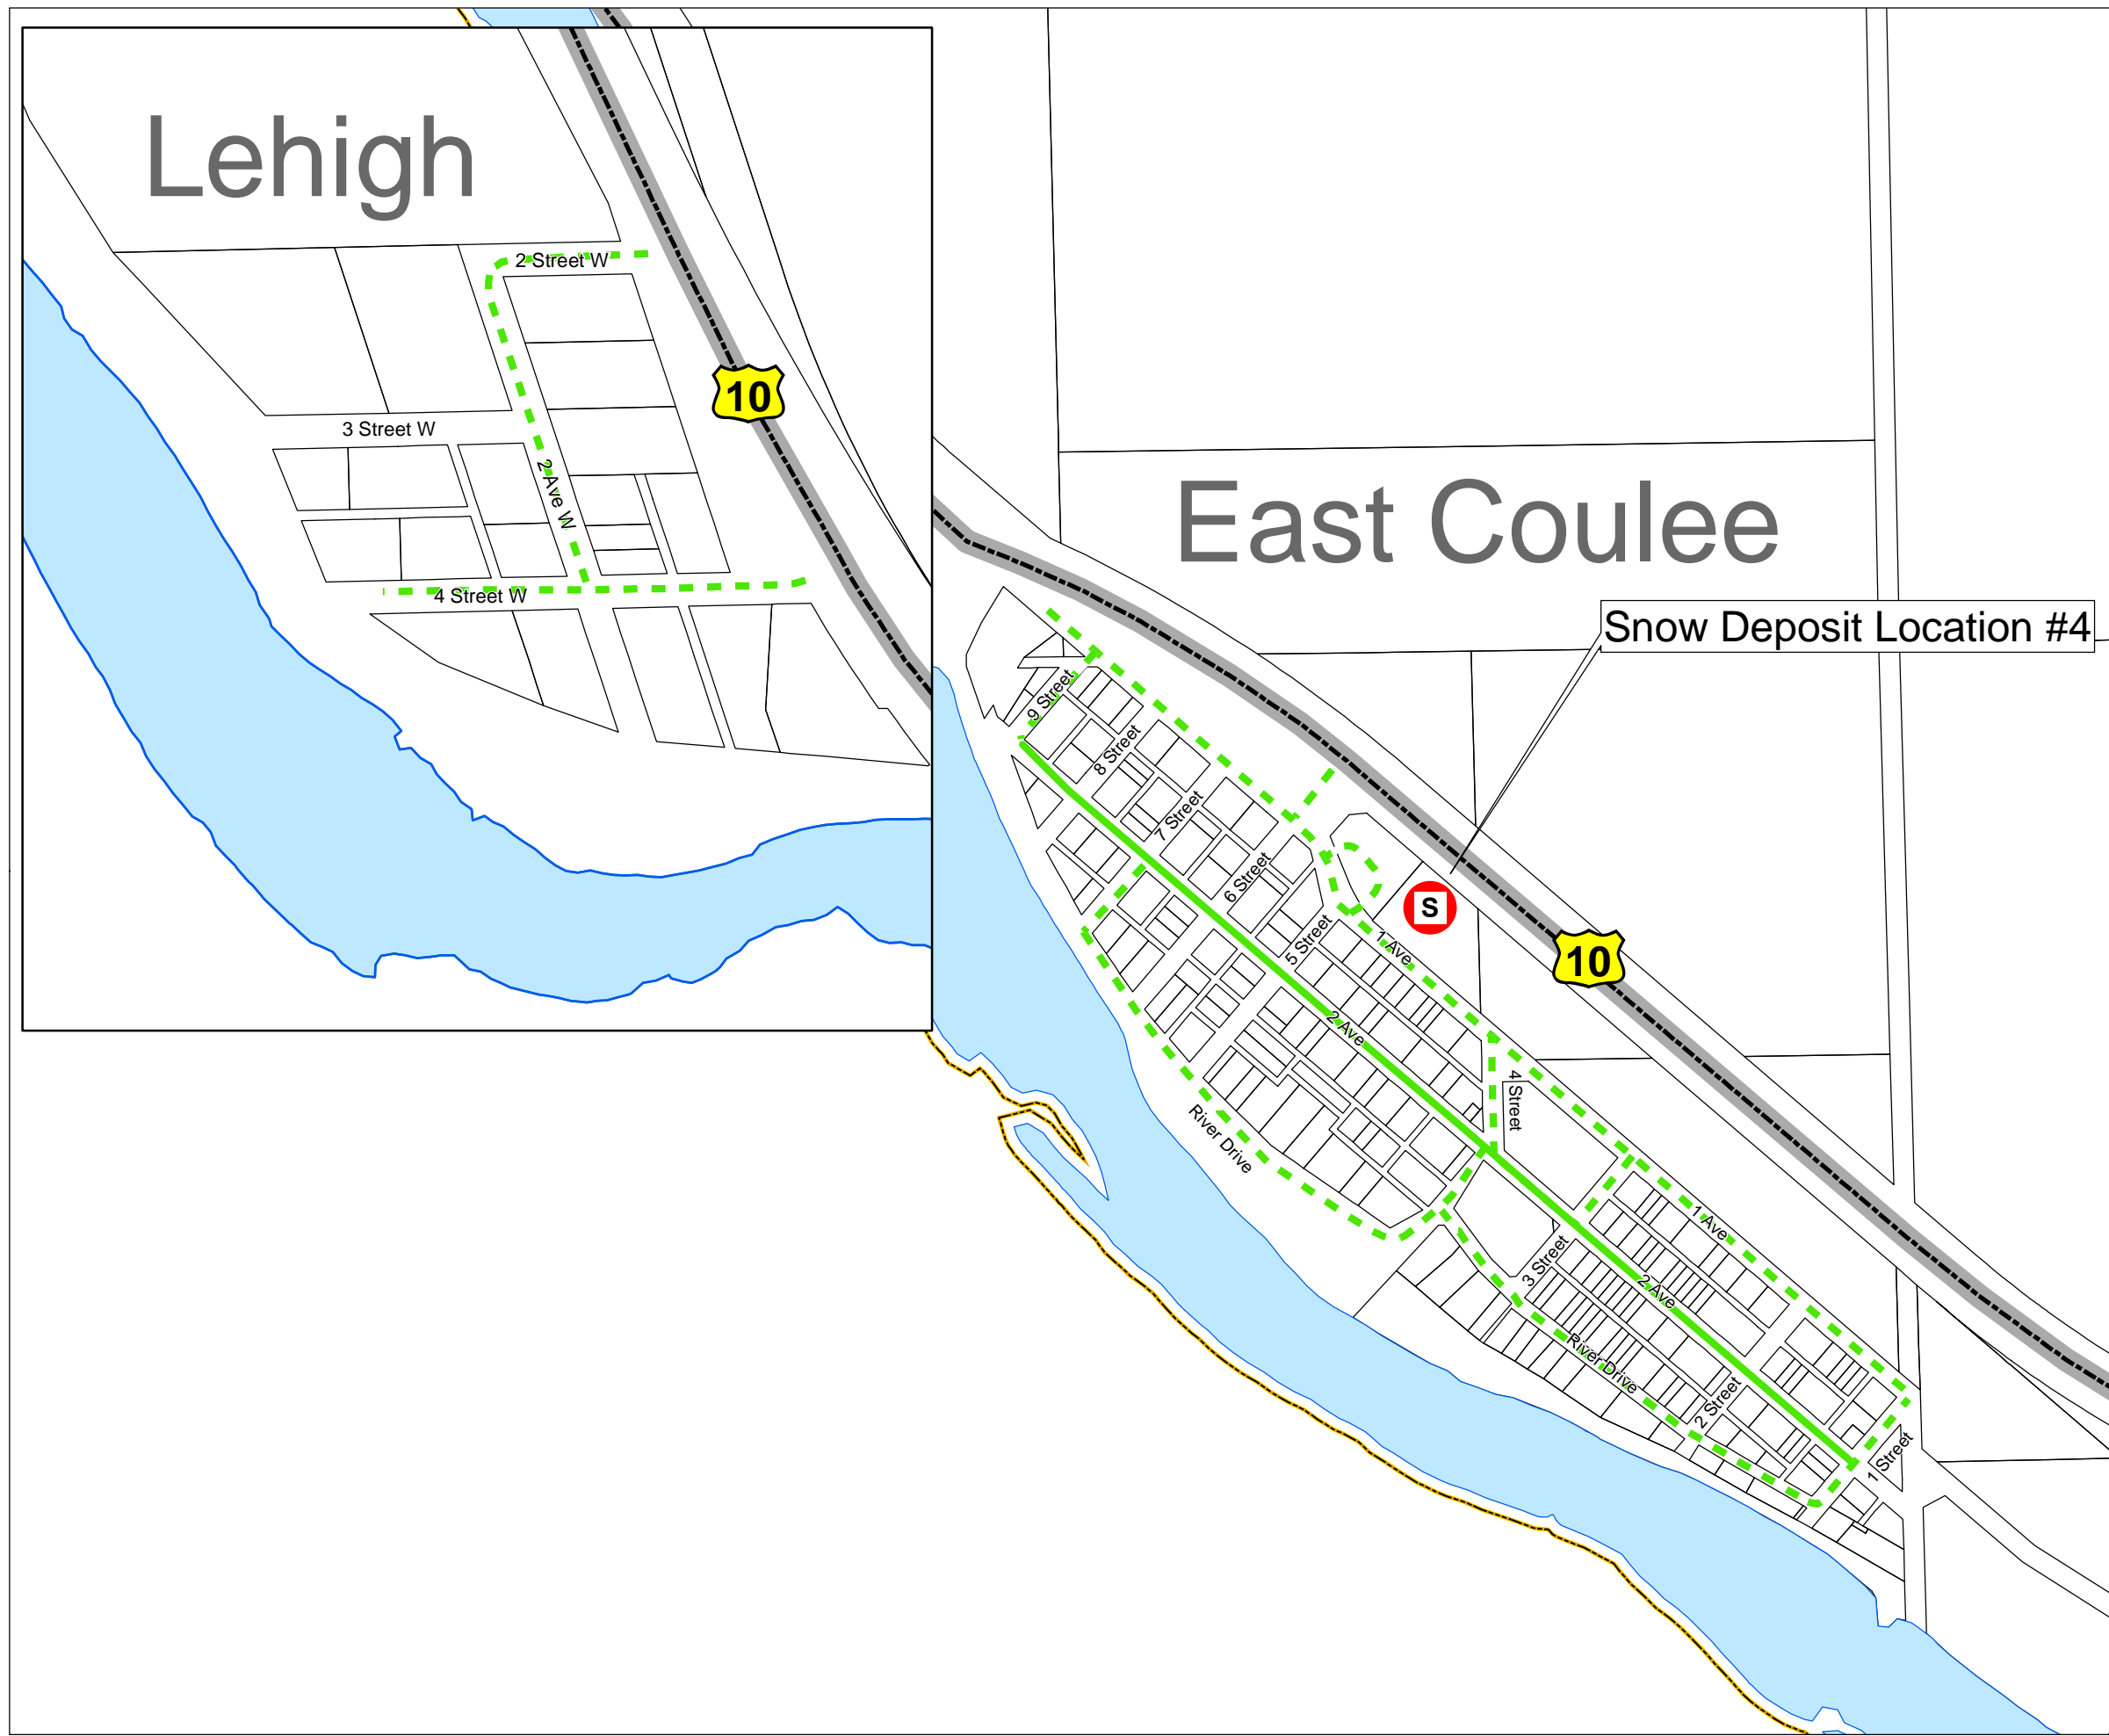 Lehigh
2 Street W
10
3 Street W
2 Ave W
4 Street W
East Coulee
Snow Deposit Location #4
9 Street
8 Street
7 Street
6 Street
S
5 Street
1 Ave
10
2 Ave
4 Street
River Drive
1 Ave
3 Street
2 Ave
River Drive
2 Street
1 Street